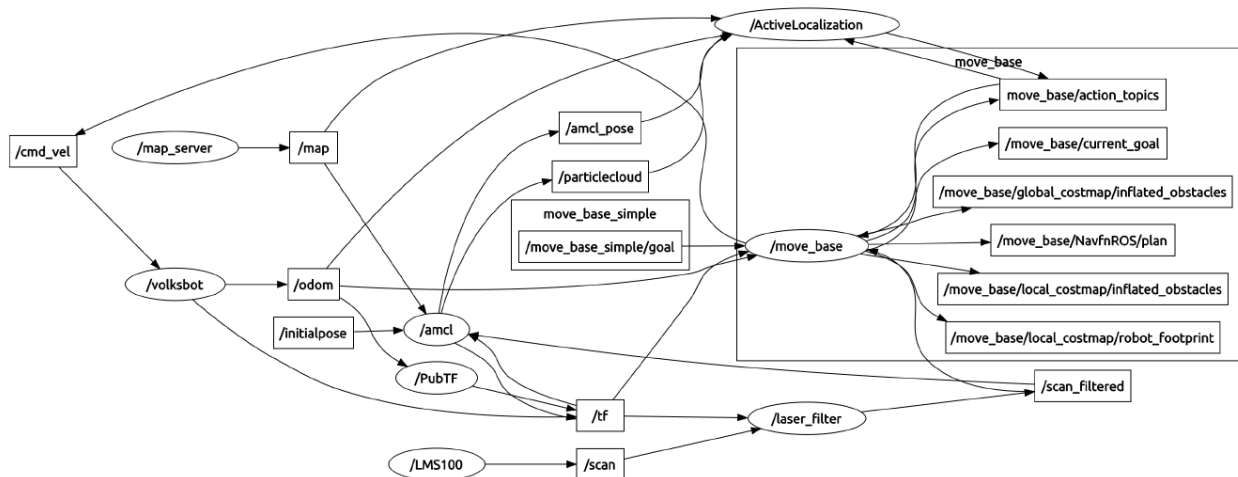 /ActiveLocalization
move_base
move_base/action_topics
/cmd_vel
/map_server
/map
/amcl_pose
/move_base/current_goal
/particlecloud
/move_base/global_costmap/inflated_obstacles
move_base_simple
/move_base_simple/goal
/move_base
/move_base/NavfnROS/plan
/volksbot
/odom
/move_base/local_costmap/inflated_obstacles
/initialpose
/amcl
/move_base/local_costmap/robot_footprint
/PubTF
/scan_filtered
/tf
/laser_filter
/LMS100
/scan